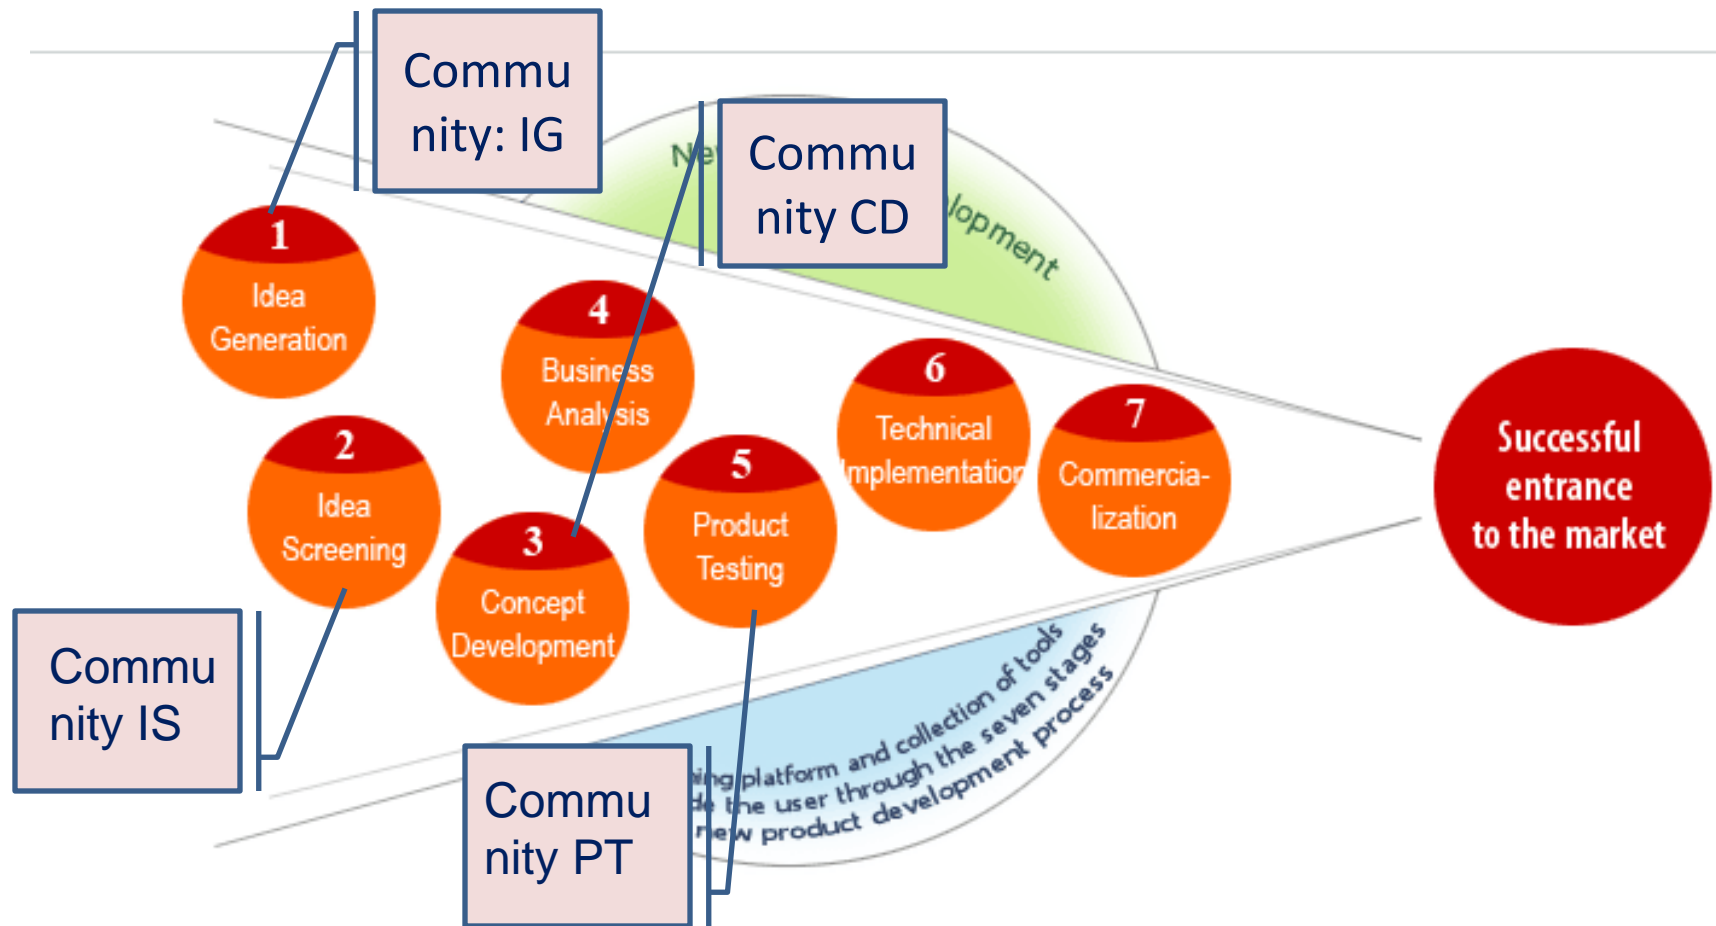 Commu
nity: IG
Commu
nity CD
lopment
1
Idea
Generation
4
Business
Analysis
6
Technical
Implementation
7
Commercia-
lization
2
Idea
Screening
5
Product
Testing
3
Concept
Development
Successful
entrance
to the market
Commu
nity IS
Commu
nity PT
platform and collection of tools
the user through the seven stages
new product development process